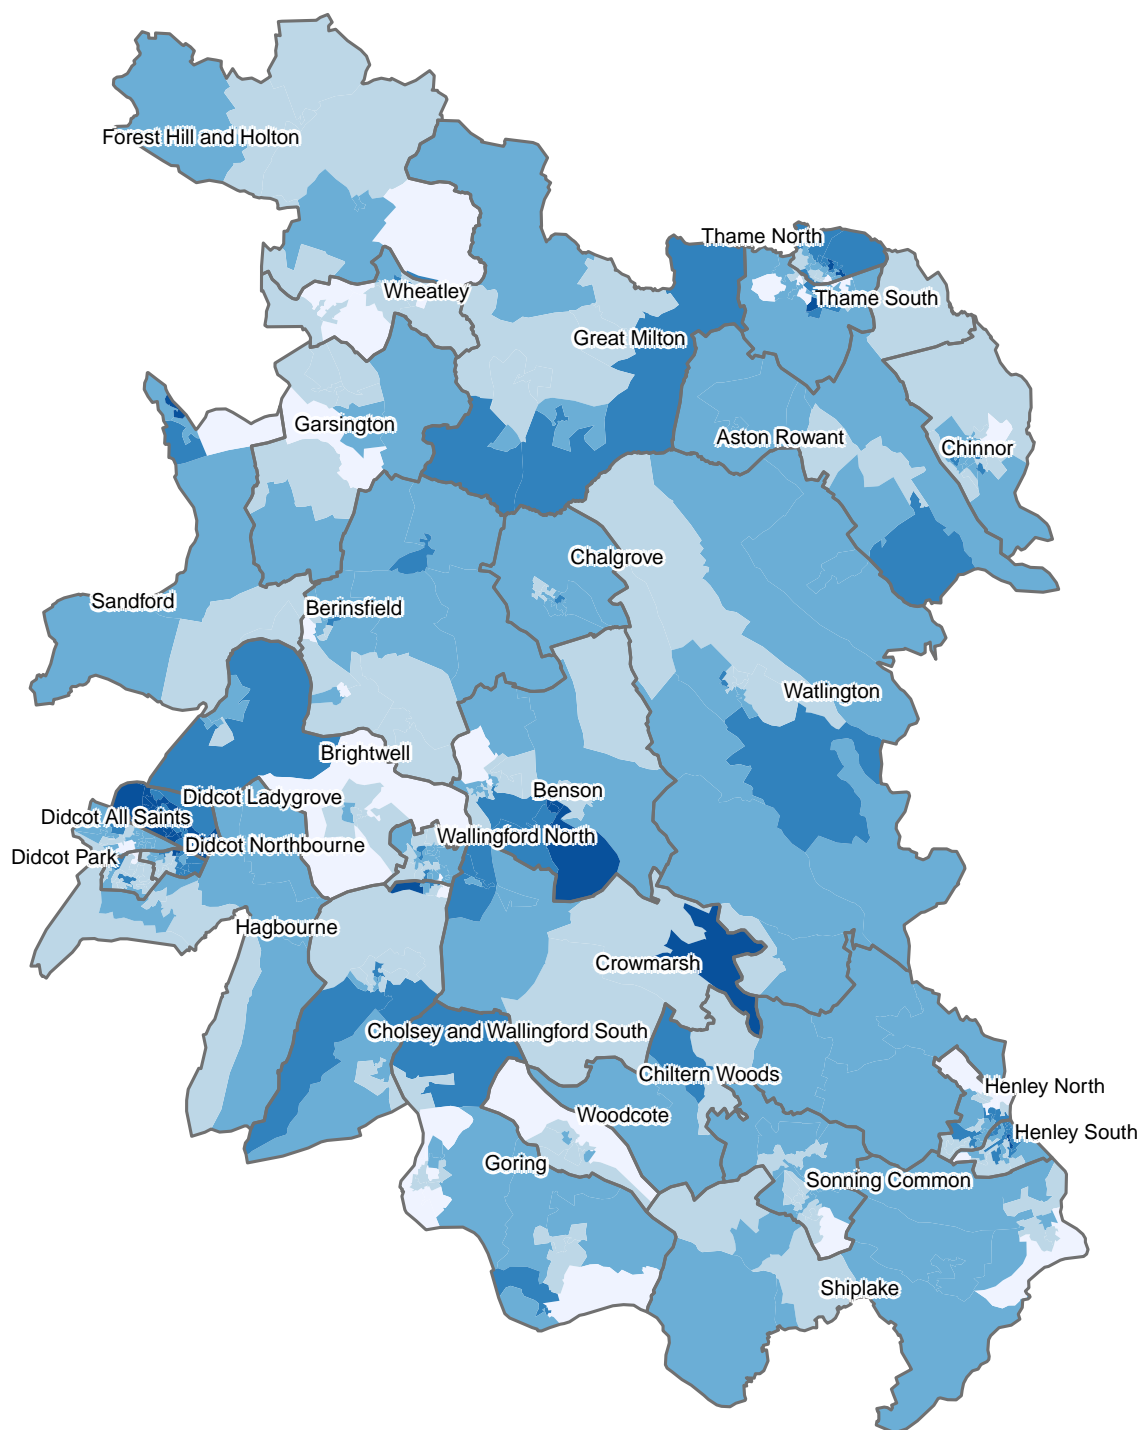 Forest Hill and Holton
Thame North
Wheatley
Thame South
Great Milton
Garsington
Aston Rowant
Chinnor
Chalgrove
Sandford
Berinsfield
Watlington
Brightwell
Benson
Didcot Ladygrove
Didcot All Saints
Wallingford North
Didcot Northbourne
Didcot Park
Hagbourne
Crowmarsh
Cholsey and Wallingford South
Chiltern Woods
Henley North
Woodcote
Henley South
Goring
Sonning Common
Shiplake